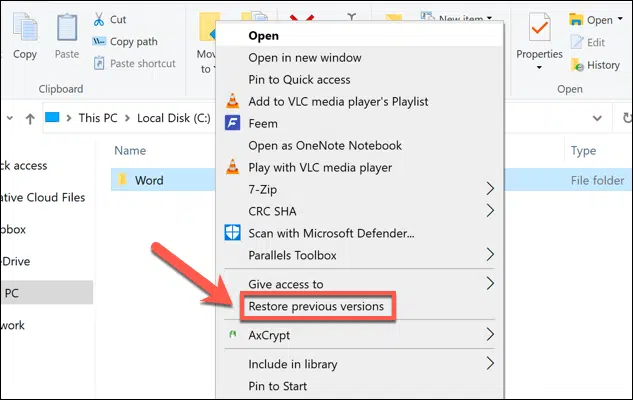 Copy
Paste
Cut
Copy path
Paste shortcut
Clipboard
New item
Properties
Open
Edit
History
Open
This PC
Local Disk (C:)
Name
Type
Word
File folder
Open
Open in new window
Pin to Quick access
Add to VLC media player's Playlist
Feem
Open as OneNote Notebook
Play with VLC media player
7-Zip
CRC SHA
Scan with Microsoft Defender...
Parallels Toolbox
Give access to
Restore previous versions
AxCrypt
Include in library
Pin to Start
ck access
ative Cloud Files
pbox
eDrive
PC
work